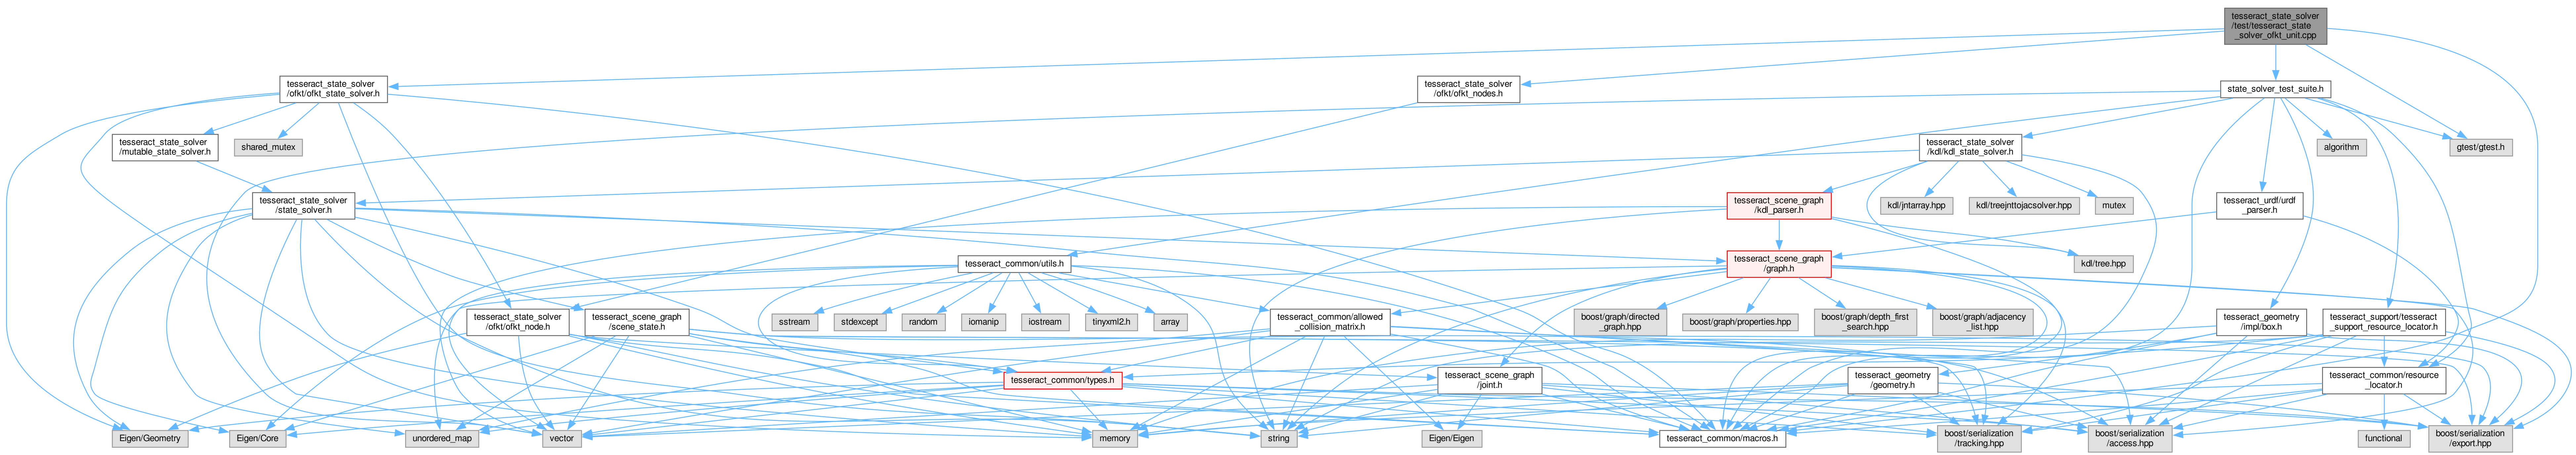 tesseract_state_solver
/test/tesseract_state
_solver_ofkt_unit.cpp
tesseract_state_solver
/ofkt/ofkt_state_solver.h
tesseract_state_solver
/ofkt/ofkt_nodes.h
state_solver_test_suite.h
tesseract_state_solver
/mutable_state_solver.h
shared_mutex
tesseract_state_solver
/kdl/kdl_state_solver.h
algorithm
gtest/gtest.h
tesseract_state_solver
/state_solver.h
tesseract_scene_graph
/kdl_parser.h
kdl/jntarray.hpp
kdl/treejnttojacsolver.hpp
mutex
tesseract_urdf/urdf
_parser.h
tesseract_common/utils.h
tesseract_scene_graph
/graph.h
kdl/tree.hpp
tesseract_state_solver
/ofkt/ofkt_node.h
tesseract_scene_graph
/scene_state.h
sstream
stdexcept
random
iomanip
iostream
tinyxml2.h
array
tesseract_common/allowed
_collision_matrix.h
boost/graph/directed
_graph.hpp
boost/graph/properties.hpp
boost/graph/depth_first
_search.hpp
boost/graph/adjacency
_list.hpp
tesseract_geometry
/impl/box.h
tesseract_support/tesseract
_support_resource_locator.h
tesseract_common/types.h
tesseract_scene_graph
/joint.h
tesseract_geometry
/geometry.h
tesseract_common/resource
_locator.h
Eigen/Geometry
Eigen/Core
unordered_map
vector
memory
string
Eigen/Eigen
tesseract_common/macros.h
boost/serialization
/tracking.hpp
boost/serialization
/access.hpp
functional
boost/serialization
/export.hpp